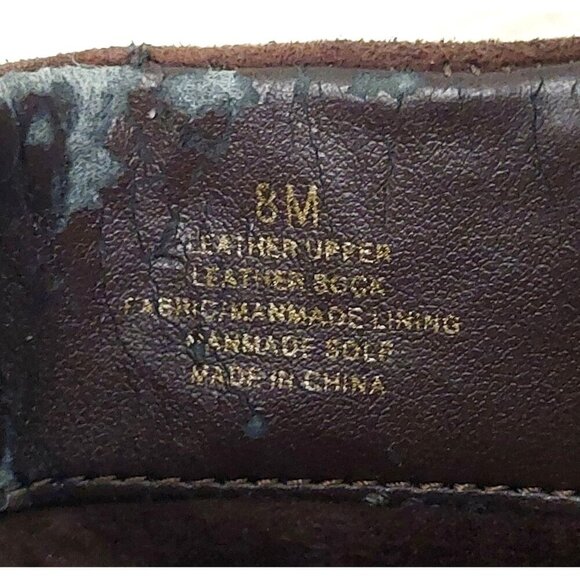 8M
LEATHER UPPER
LEATHER SOCK
FABRIC/MANMADE LINING
MANMADE SOLE
MADE IN CHINA